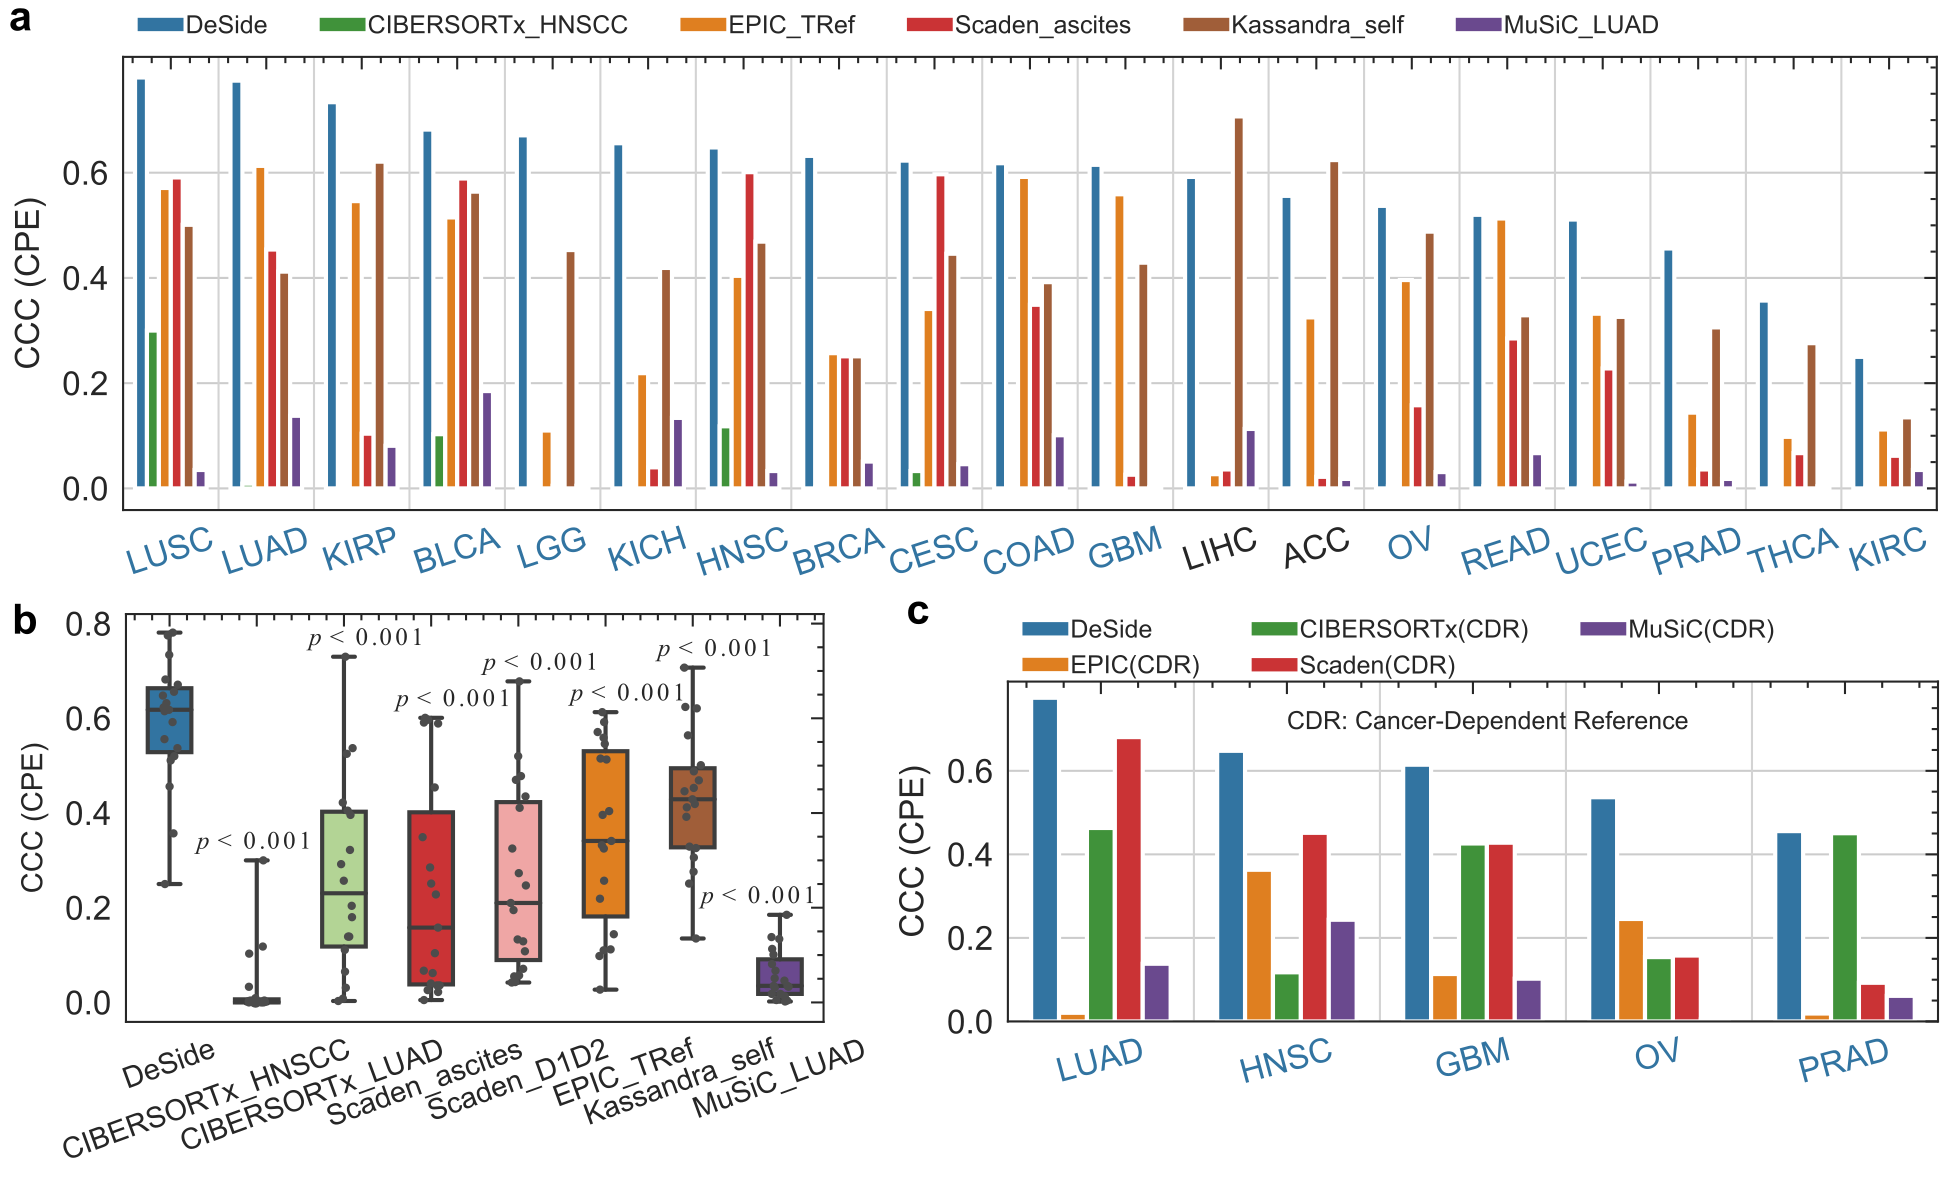 a
DeSide CIBERSORTx_HNSCC EPIC_TRef Scaden_ascites Kassandra_self MuSiC_LUAD
CCC (CPE)
0.6
0.4
0.2
0.0
LUSC LUAD KIRP BLCA LGG KICH HNSC BRCA CESC COAD GBM LIHC ACC OV READ UCEC PRAD THCA KIRC
b
CCC (CPE)
0.8
0.6
0.4
0.2
0.0
p < 0.001
p < 0.001
p < 0.001
p < 0.001
p < 0.001
p < 0.001
p < 0.001
DeSide
CIBERSORTx_HNSCC
CIBERSORTx_LUAD
Scaden_ascites
Scaden_D1D2
EPIC_TRef
Kassandra_self
MuSiC_LUAD
c
DeSide CIBERSORTx(CDR) MuSiC(CDR)
EPIC(CDR) Scaden(CDR)
CDR: Cancer-Dependent Reference
CCC (CPE)
0.6
0.4
0.2
0.0
LUAD HNSC GBM OV PRAD